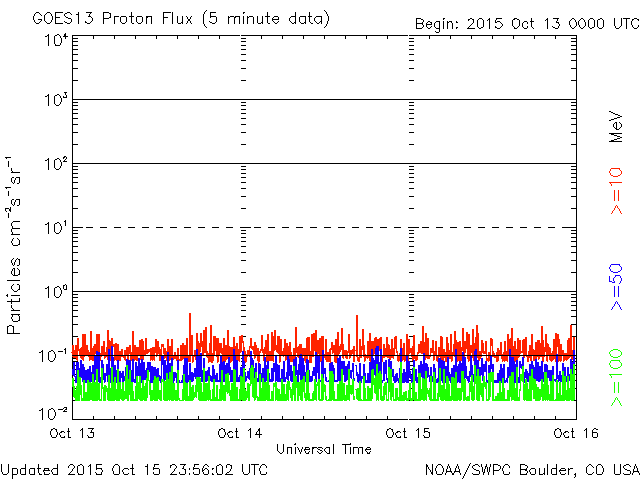 GOES13 Proton Flux (5 minute data)
Begin: 2015 Oct 13 0000 UTC
10⁴
10³
10²
10¹
10⁰
10⁻¹
10⁻²
Particles cm⁻²s⁻¹sr⁻¹
MeV
>=10
>=50
>=100
Oct 13
Oct 14
Oct 15
Oct 16
Universal Time
Updated 2015 Oct 15 23:56:02 UTC
NOAA/SWPC Boulder, CO USA